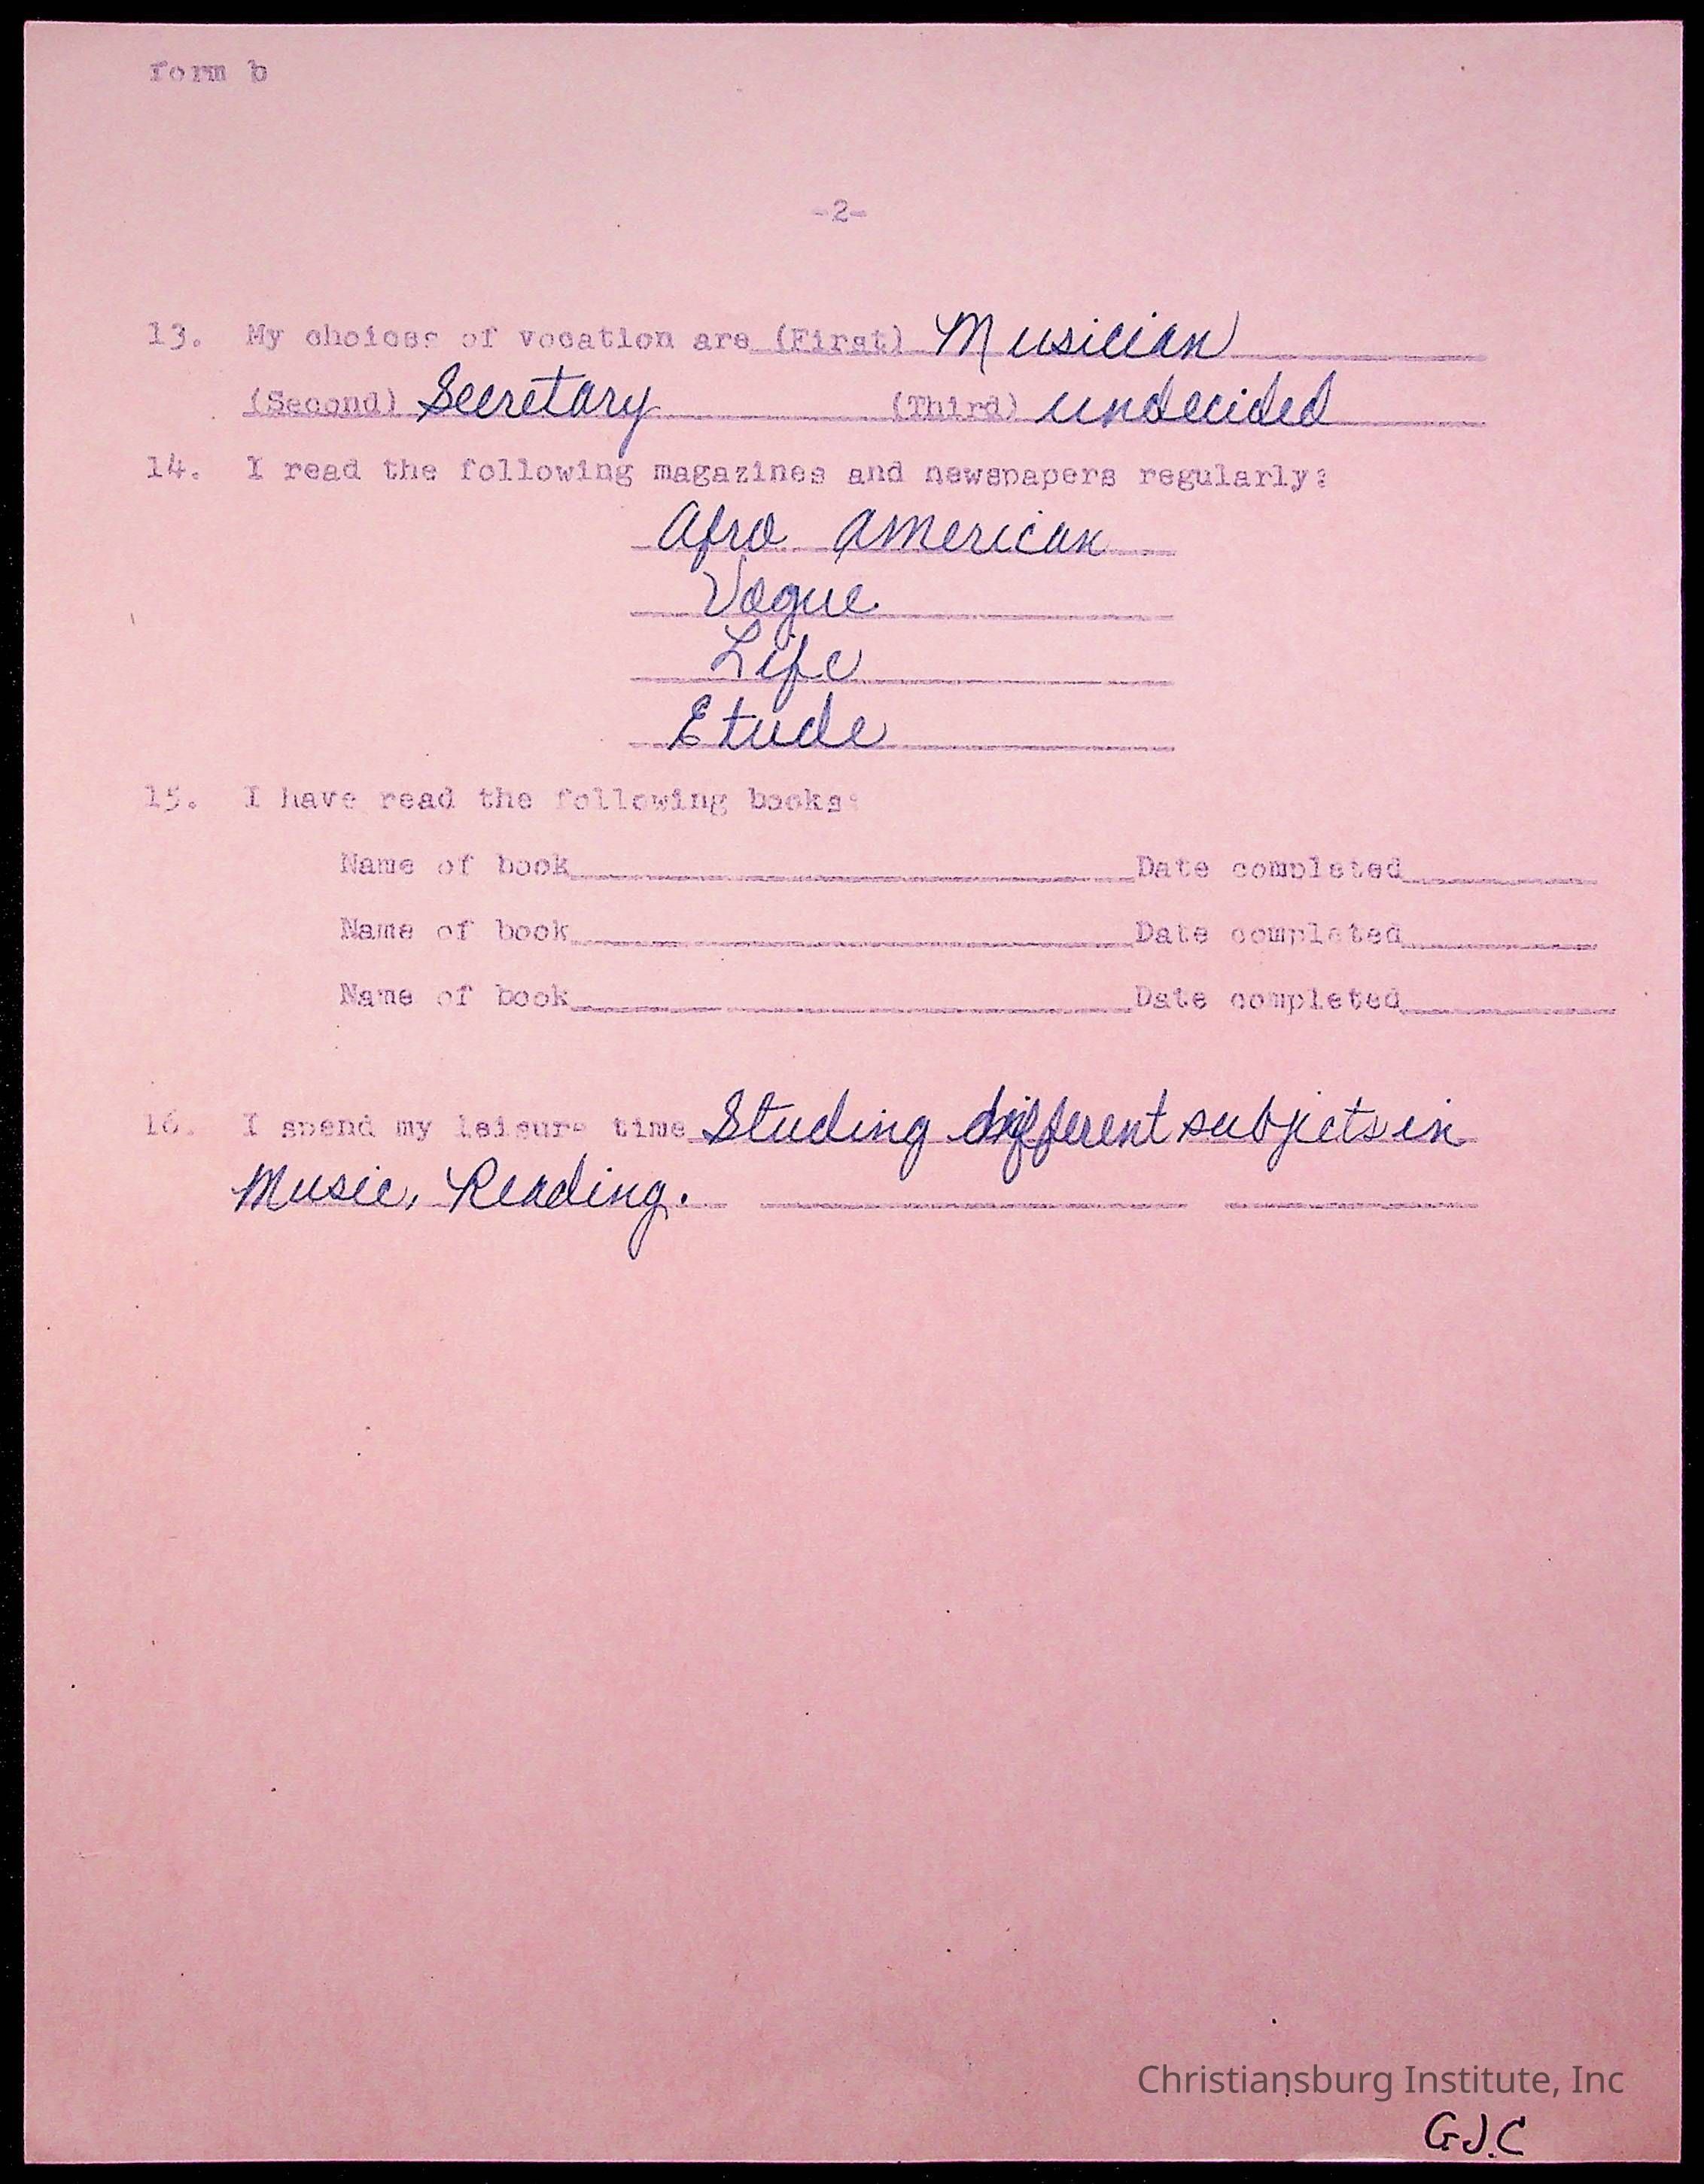 form b
-2-
13. My choices of vocation are (First) Musician
(Second) Secretary (Third) undecided
14. I read the following magazines and newspapers regularly:
Afro American
Vogue
Life
Etude
15. I have read the following books:
Name of book Date completed
Name of book Date completed
Name of book Date completed
16. I spend my leisure time Studing different subjects in
Music, Reading.
Christiansburg Institute, Inc
G.J.C